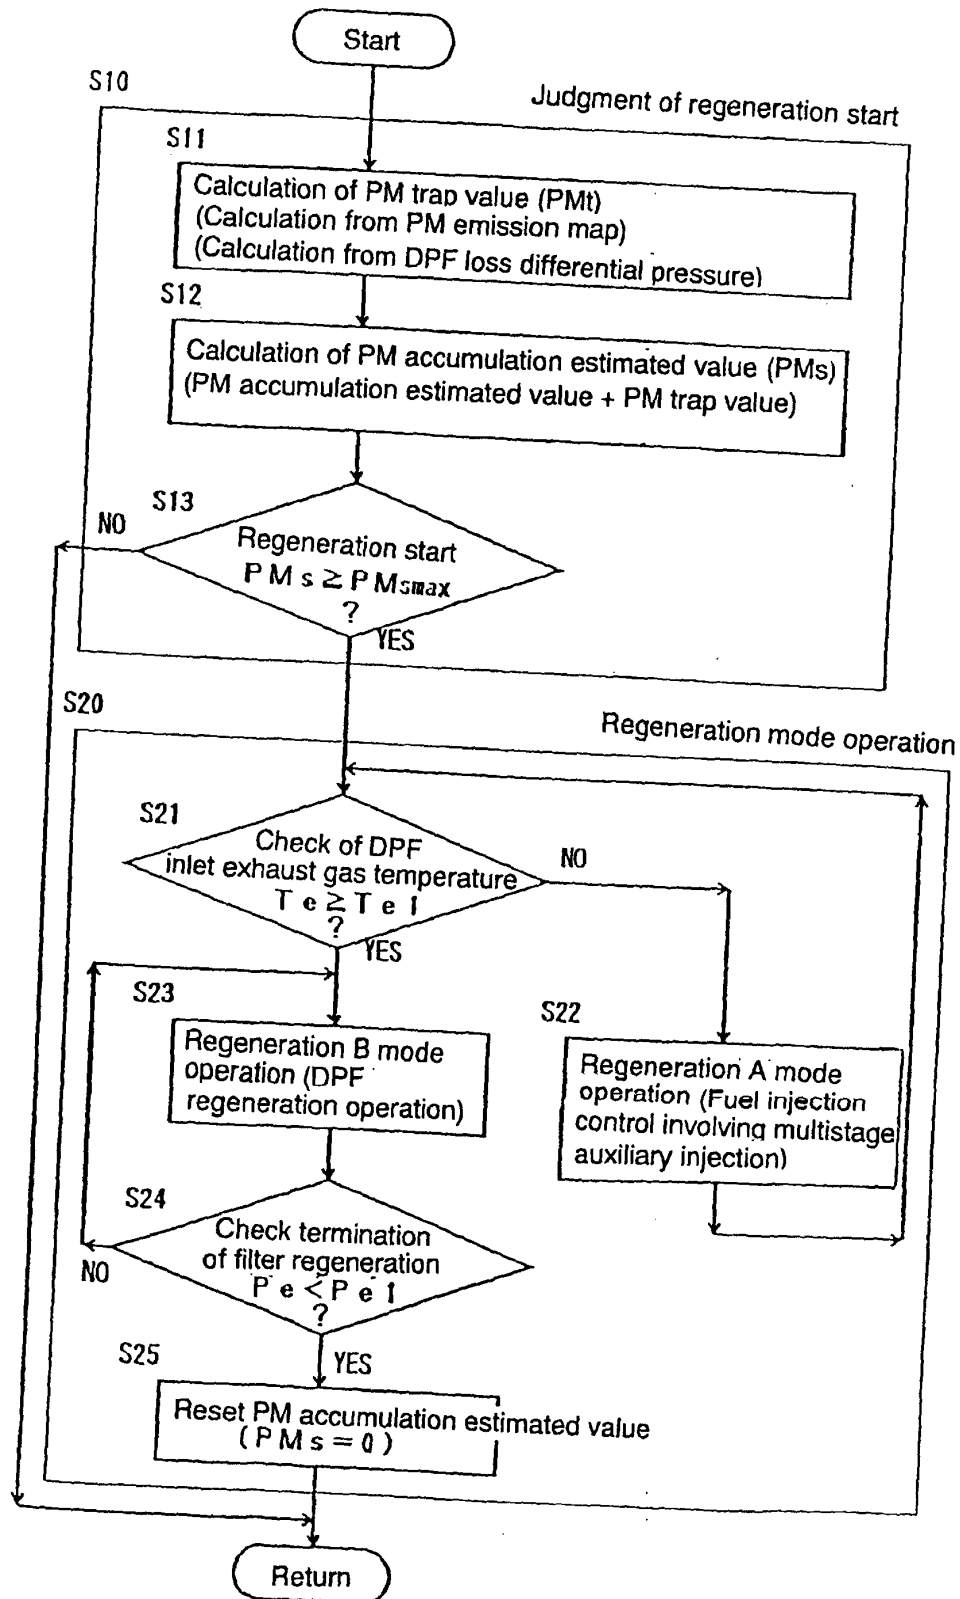 Start
S10
Judgment of regeneration start
S11
Calculation of PM trap value (PMt)
(Calculation from PM emission map)
(Calculation from DPF loss differential pressure)
S12
Calculation of PM accumulation estimated value (PMs)
(PM accumulation estimated value + PM trap value)
S13
NO
Regeneration start
PMs ≥ PMsmax
?
YES
S20
Regeneration mode operation
S21
Check of DPF
inlet exhaust gas temperature
Te ≥ Te1
?
NO
YES
S23
Regeneration B mode
operation (DPF
regeneration operation)
S22
Regeneration A mode
operation (Fuel injection
control involving multistage
auxiliary injection)
S24
Check termination
of filter regeneration
Pe < Pe1
?
NO
YES
S25
Reset PM accumulation estimated value
(PMs = 0)
Return